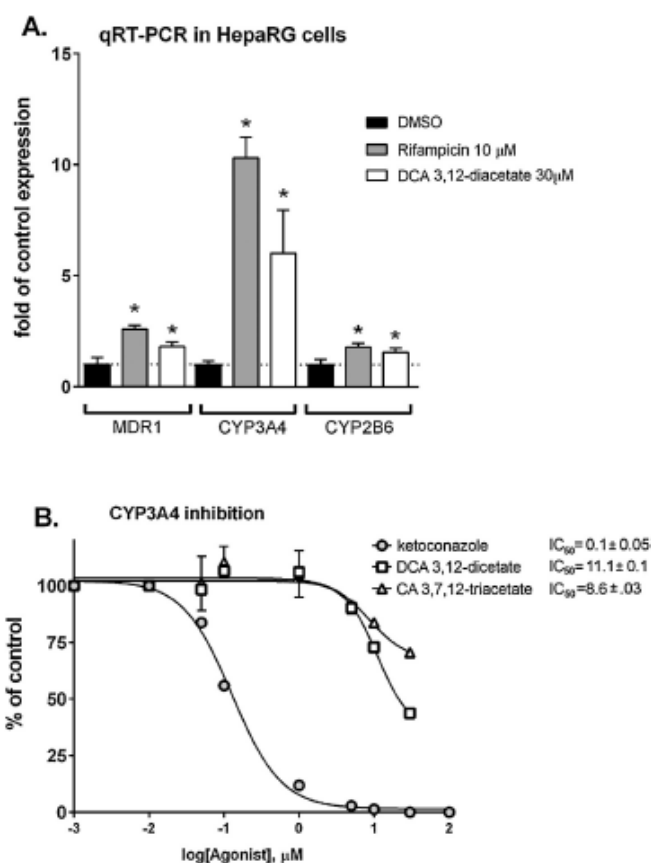 A.
qRT-PCR in HepaRG cells
fold of control expression
15
10
5
0
* * * * * *
DMSO
Rifampicin 10 µM
DCA 3,12-diacetate 30µM
MDR1 CYP3A4 CYP2B6
B.
CYP3A4 inhibition
ketoconazole IC50= 0.1± 0.05
DCA 3,12-dicetate IC50= 11.1± 0.1
CA 3,7,12-triacetate IC50= 8.6± .03
% of control
100
75
50
25
0
-3 -2 -1 0 1 2
log[Agonist], µM